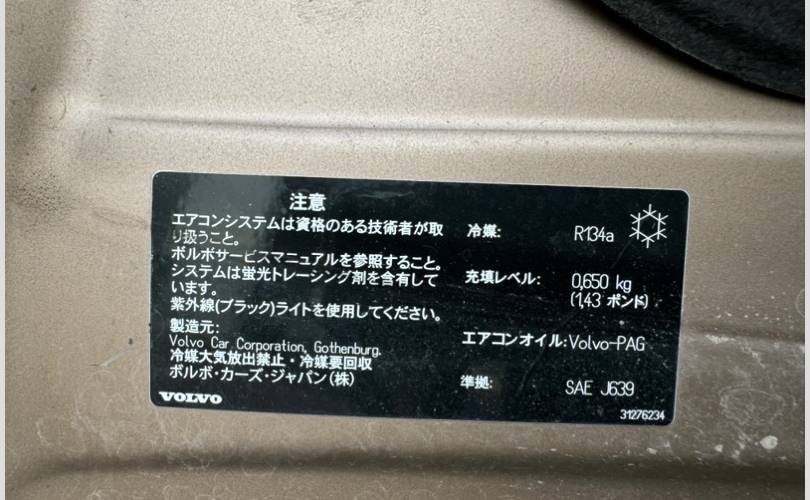 注意
エアコンシステムは資格のある技術者が取
り扱うこと。
ボルボサービスマニュアルを参照すること。
システムは蛍光トレーシング剤を含有して
います。
紫外線(ブラック)ライトを使用してください。
製造元:
Volvo Car Corporation, Gothenburg.
冷媒大気放出禁止・冷媒要回収
ボルボ・カーズ・ジャパン(株)
VOLVO
冷媒: R134a
充填レベル: 0,650 kg
(1,43 ポンド)
エアコンオイル: Volvo-PAG
準拠: SAE J639
31276234